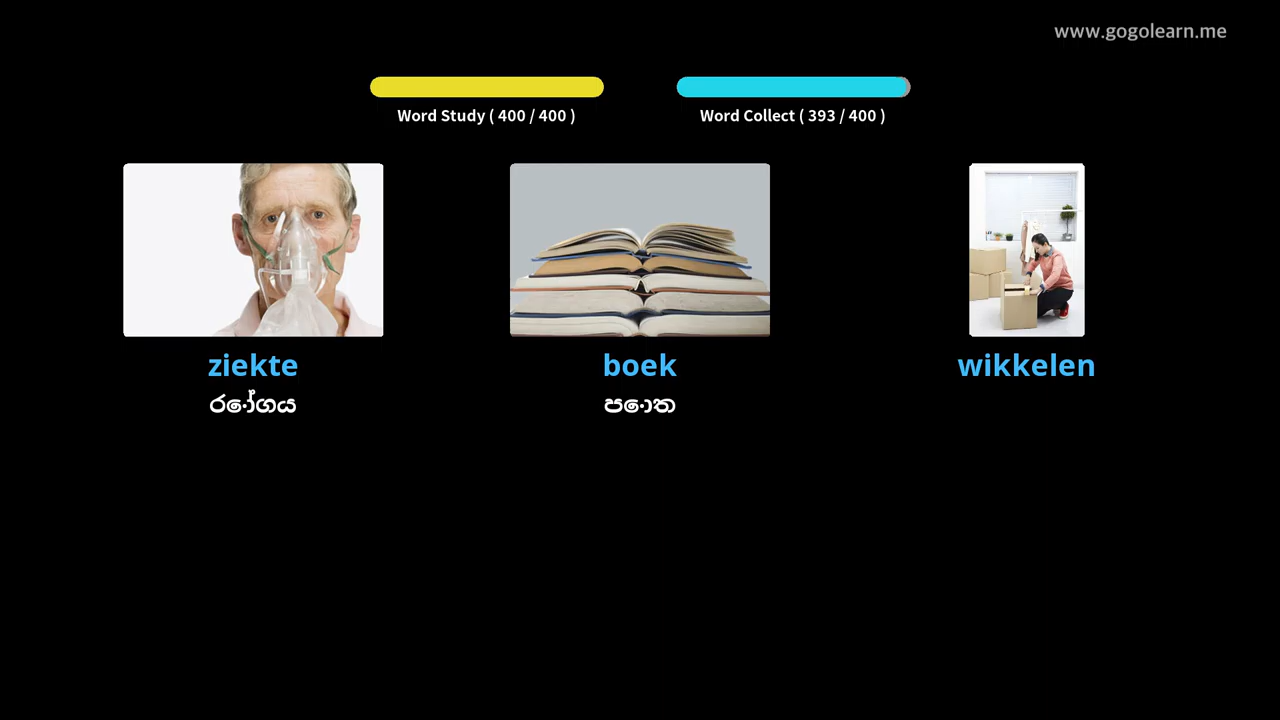 www.gogolearn.me
Word Study ( 400 / 400 )
Word Collect ( 393 / 400 )
ziekte
රෝගය
boek
පොත
wikkelen